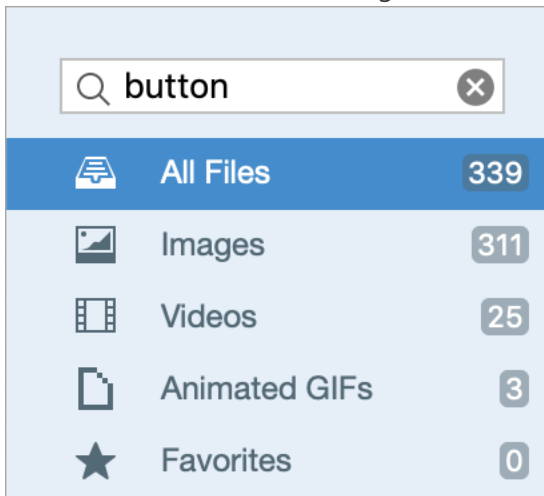 button
All Files 339
Images 311
Videos 25
Animated GIFs 3
Favorites 0